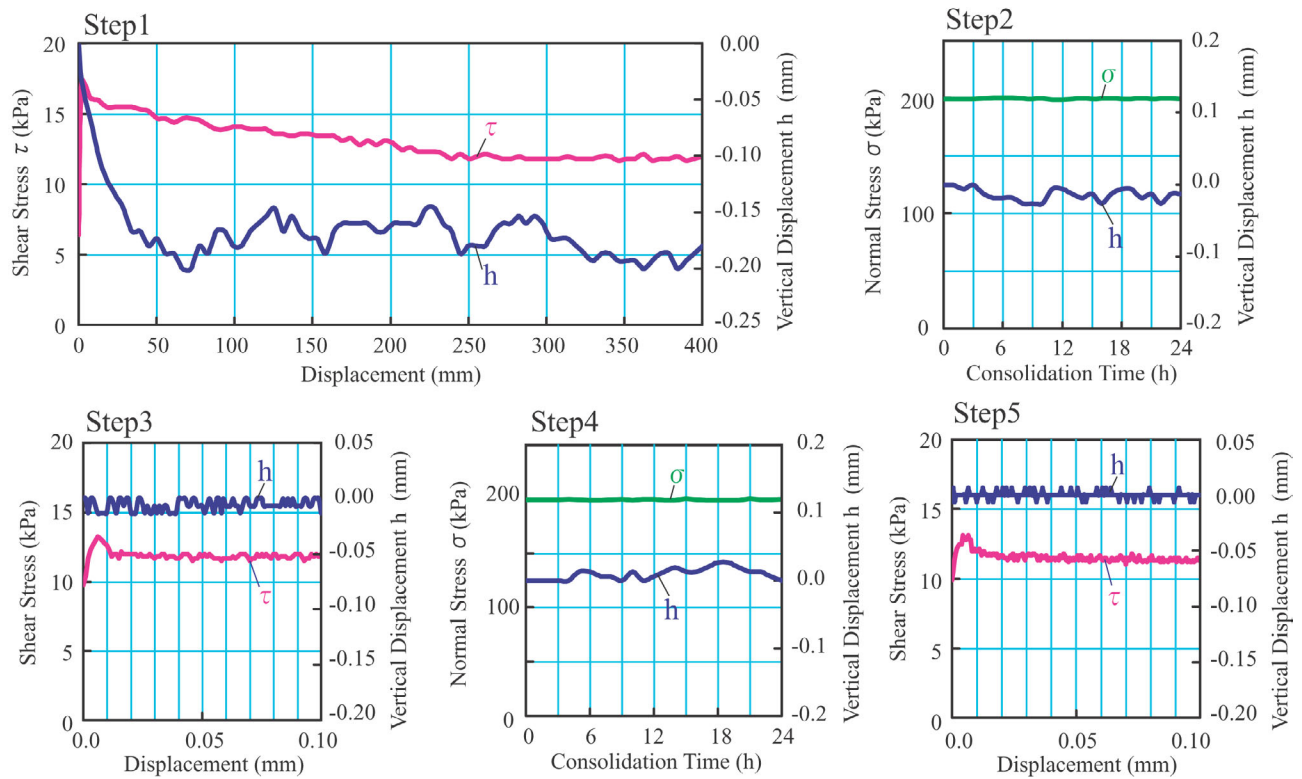 Step1
20
15
10
5
0
Shear Stress τ (kPa)
0.00
-0.05
-0.10
-0.15
-0.20
-0.25
Vertical Displacement h (mm)
τ
h
0 50 100 150 200 250 300 350 400
Displacement (mm)
Step2
200
100
0
Normal Stress σ (kPa)
0.2
0.1
-0.0
-0.1
-0.2
Vertical Displacement h (mm)
σ
h
0 6 12 18 24
Consolidation Time (h)
Step3
20
15
10
5
0
Shear Stress (kPa)
0.05
0.00
-0.05
-0.10
-0.15
-0.20
Vertical Displacement h (mm)
h
τ
0.0 0.05 0.10
Displacement (mm)
Step4
200
100
0
Normal Stress σ (kPa)
0.2
0.1
0.0
-0.1
-0.2
Vertical Displacement h (mm)
σ
h
0 6 12 18 24
Consolidation Time (h)
Step5
20
15
10
5
0
Shear Stress (kPa)
0.05
0.00
-0.05
-0.10
-0.15
-0.20
Vertical Displacement h (mm)
h
τ
0.0 0.05 0.10
Displacement (mm)